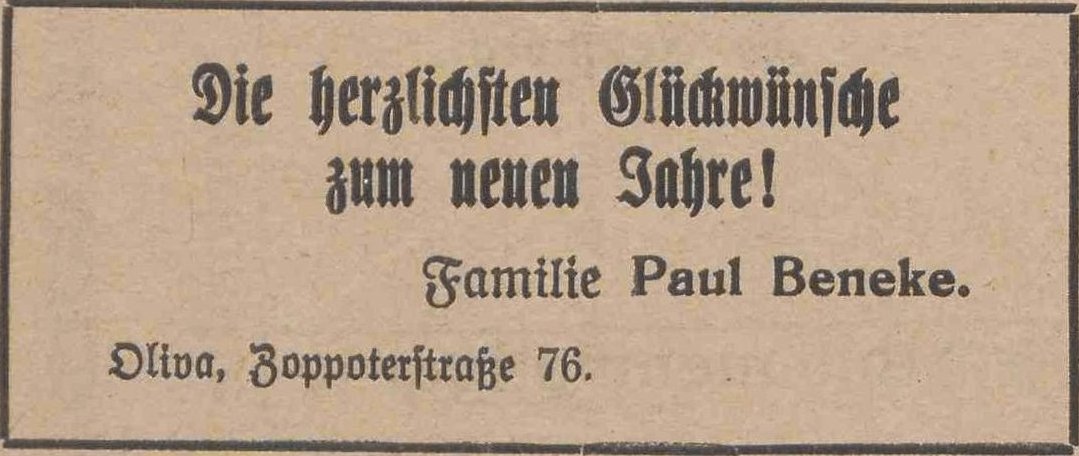 Die herzlichsten Glückwünsche
zum neuen Jahre!
Familie Paul Beneke.
Oliva, Zoppoterstraße 76.